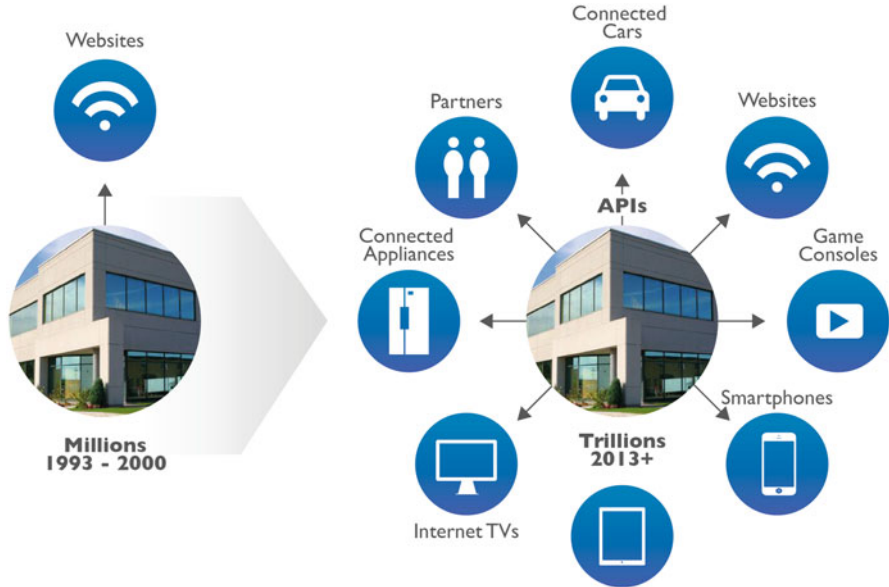 Websites
Millions
1993 - 2000
Connected
Cars
Partners
Websites
APIs
Connected
Appliances
Game
Consoles
Smartphones
Trillions
2013+
Internet TVs